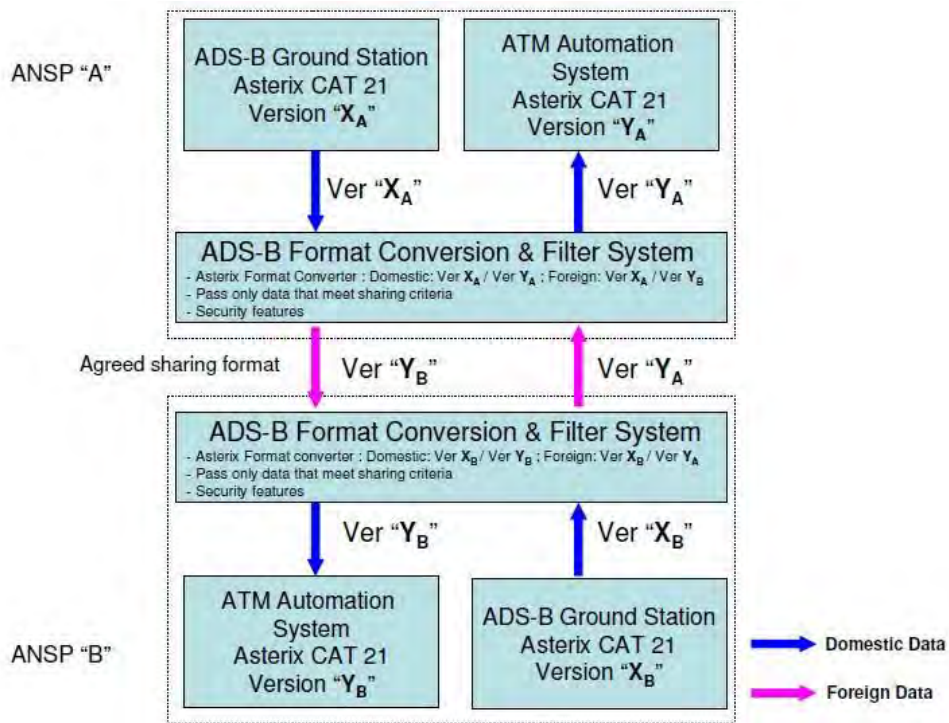 ANSP “A”
ADS-B Ground Station
Asterix CAT 21
Version “XA”
ATM Automation
System
Asterix CAT 21
Version “YA”
Ver “XA”
Ver “YA”
ADS-B Format Conversion & Filter System
- Asterix Format Converter : Domestic: Ver XA / Ver YA ; Foreign: Ver XA / Ver YB
- Pass only data that meet sharing criteria
- Security features
Agreed sharing format
Ver “YB”
Ver “YA”
ADS-B Format Conversion & Filter System
- Asterix Format converter : Domestic: Ver XB / Ver YB ; Foreign: Ver XB / Ver YA
- Pass only data that meet sharing criteria
- Security features
Ver “YB”
Ver “XB”
ANSP “B”
ATM Automation
System
Asterix CAT 21
Version “YB”
ADS-B Ground Station
Asterix CAT 21
Version “XB”
Domestic Data
Foreign Data